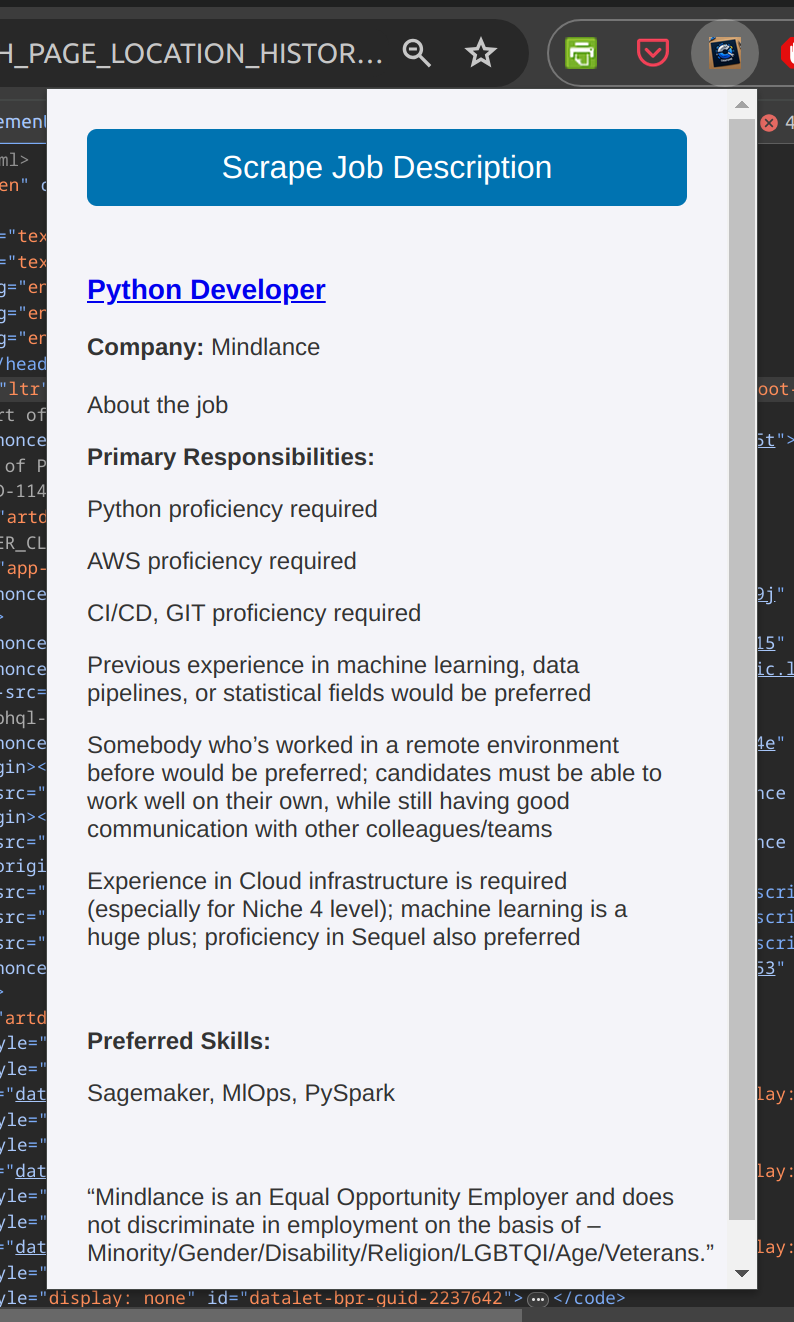 H_PAGE_LOCATION_HISTOR...
Scrape Job Description
Python Developer
Company: Mindlance
About the job
Primary Responsibilities:
Python proficiency required
AWS proficiency required
CI/CD, GIT proficiency required
Previous experience in machine learning, data
pipelines, or statistical fields would be preferred
Somebody who’s worked in a remote environment
before would be preferred; candidates must be able to
work well on their own, while still having good
communication with other colleagues/teams
Experience in Cloud infrastructure is required
(especially for Niche 4 level); machine learning is a
huge plus; proficiency in Sequel also preferred
Preferred Skills:
Sagemaker, MlOps, PySpark
“Mindlance is an Equal Opportunity Employer and does
not discriminate in employment on the basis of –
Minority/Gender/Disability/Religion/LGBTQI/Age/Veterans.”
yle="display: none" id="datalet-bpr-guid-2237642"></code>